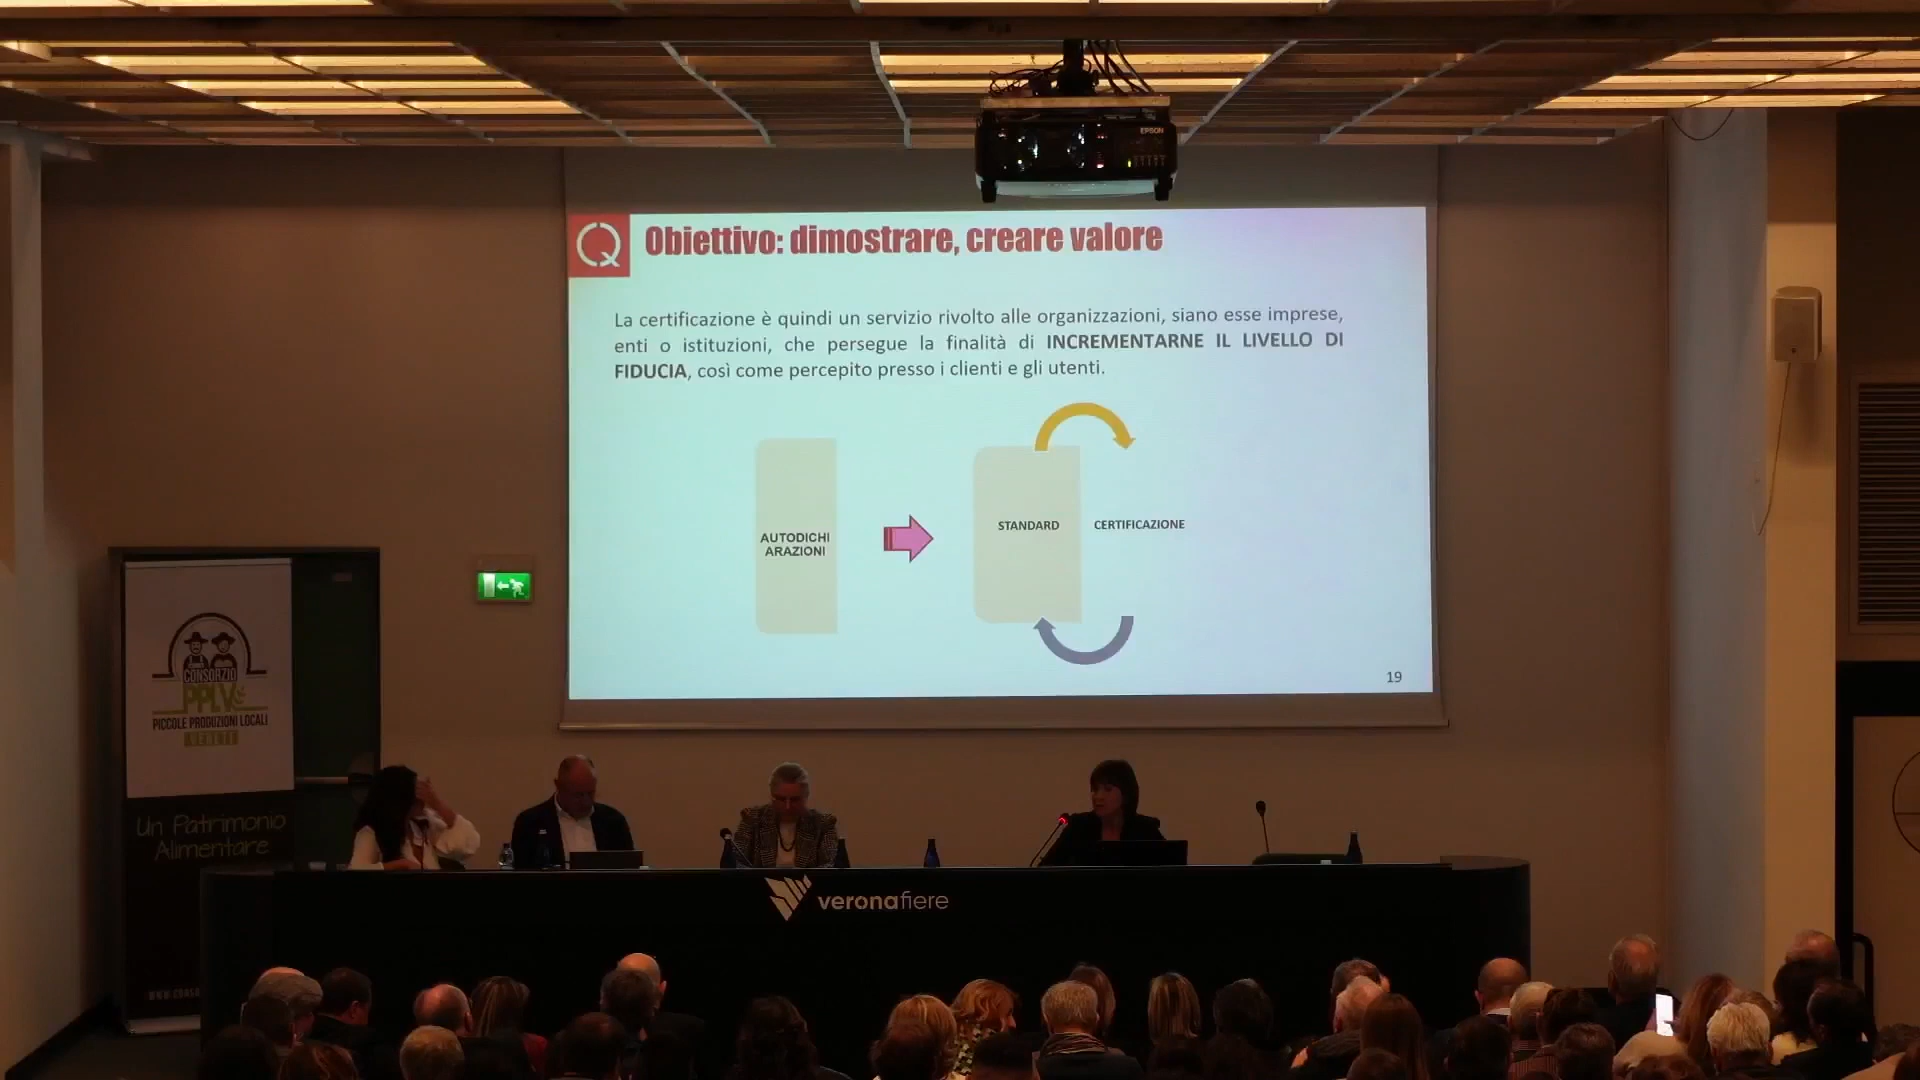 EPSON
Obiettivo: dimostrare, creare valore
La certificazione è quindi un servizio rivolto alle organizzazioni, siano esse imprese,
enti o istituzioni, che persegue la finalità di INCREMENTARNE IL LIVELLO DI
FIDUCIA, così come percepito presso i clienti e gli utenti.
AUTODICHI
ARAZIONI
STANDARD
CERTIFICAZIONE
19
CONSORZIO
PPLV
PICCOLE PRODUZIONI LOCALI
VENETE
Un Patrimonio
Alimentare
veronafiere